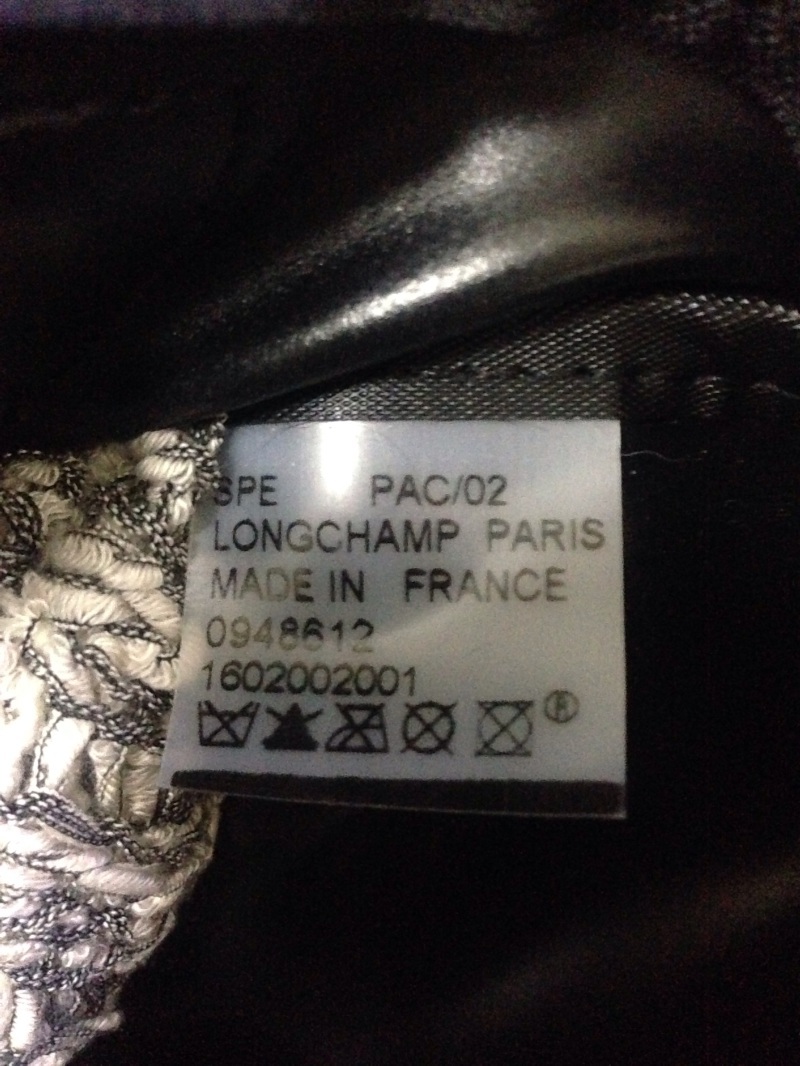 SPE PAC/02
LONGCHAMP PARIS
MADE IN FRANCE
0948612
1602002001
®